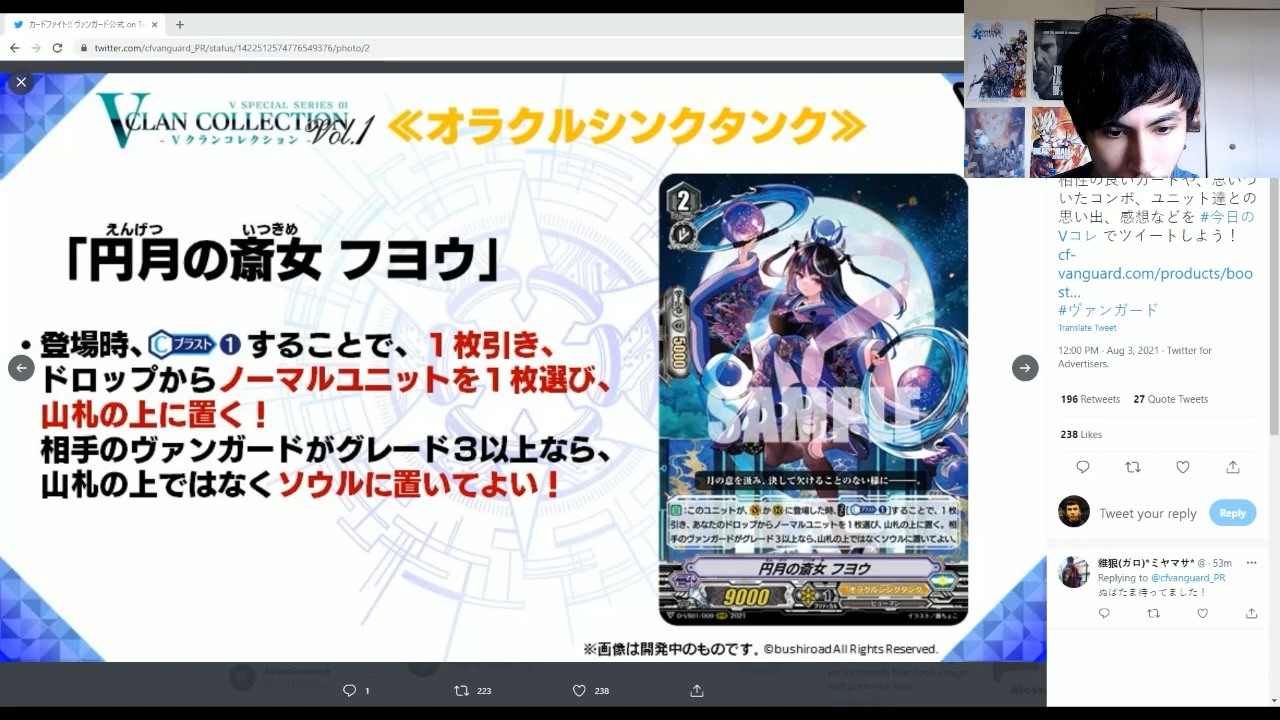 カードファイト!! ヴァンガード公式 on T
twitter.com/cfvanguard_PR/status/1422512574776549376/photo/2
V SPECIAL SERIES 01
V CLAN COLLECTION Vol.1
- Vクランコレクション -
≪オラクルシンクタンク≫
えんげつ いつきめ
「円月の斎女 フヨウ」
• 登場時、Cブラスト1 することで、1枚引き、
ドロップからノーマルユニットを1枚選び、
山札の上に置く！
相手のヴァンガードがグレード3以上なら、
山札の上ではなくソウルに置いてよい！
2
5000
SAMPLE
月の意を汲み、決して欠けることのない様に――。
:このユニットが、 か に登場した時、[Cブラスト1]することで、1枚
引き、あなたのドロップからノーマルユニットを1枚選び、山札の上に置く。相
手のヴァンガードがグレード3以上なら、山札の上ではなくソウルに置いてよい。
円月の斎女 フヨウ
9000
1
クリティカル
オラクルシンクタンク
ヒューマン
D-VS01/009 2021
※画像は開発中のものです。 ©bushiroad All Rights Reserved.
相性の良いカードや、思いつ
いたコンボ、ユニット達との
思い出、感想などを #今日の
Vコレ でツイートしよう！
cf-
vanguard.com/products/boo
st…
#ヴァンガード
Translate Tweet
12:00 PM · Aug 3, 2021 · Twitter for
Advertisers.
196 Retweets 27 Quote Tweets
238 Likes
Tweet your reply Reply
雑狼(ガロ)*ミヤマサ* @ · 53m
Replying to @cfvanguard_PR
ぬばたま待ってました！
1 223 238